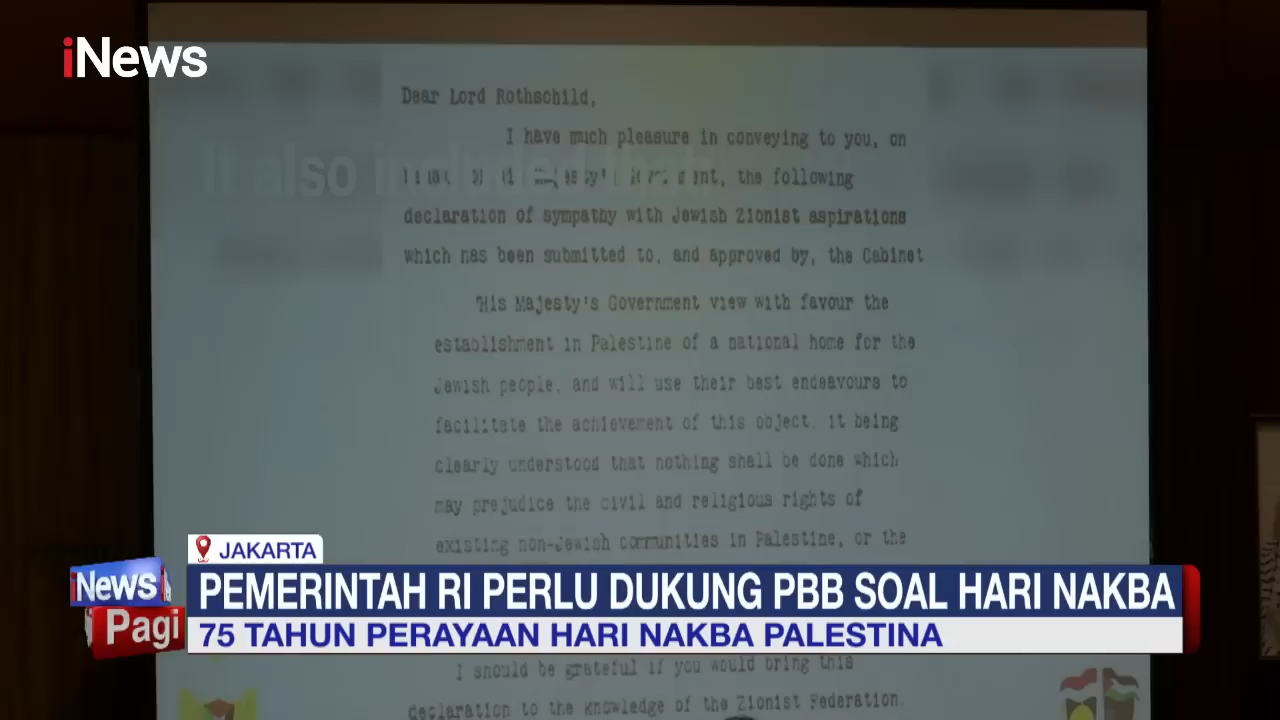 iNews
Dear Lord Rothschild,
I have much pleasure in conveying to you, on
the following
declaration of sympathy with Jewish Zionist aspirations
which has been submitted to, and approved by, the Cabinet
It also included that
'His Majesty's Government view with favour the
establishment in Palestine of a national home for the
Jewish people, and will use their best endeavours to
facilitate the achievement of this object, it being
clearly understood that nothing shall be done which
may prejudice the civil and religious rights of
existing non-Jewish communities in Palestine, or the
JAKARTA
News Pagi
PEMERINTAH RI PERLU DUKUNG PBB SOAL HARI NAKBA
75 TAHUN PERAYAAN HARI NAKBA PALESTINA
I should be grateful if you would bring this
declaration to the knowledge of the Zionist Federation.